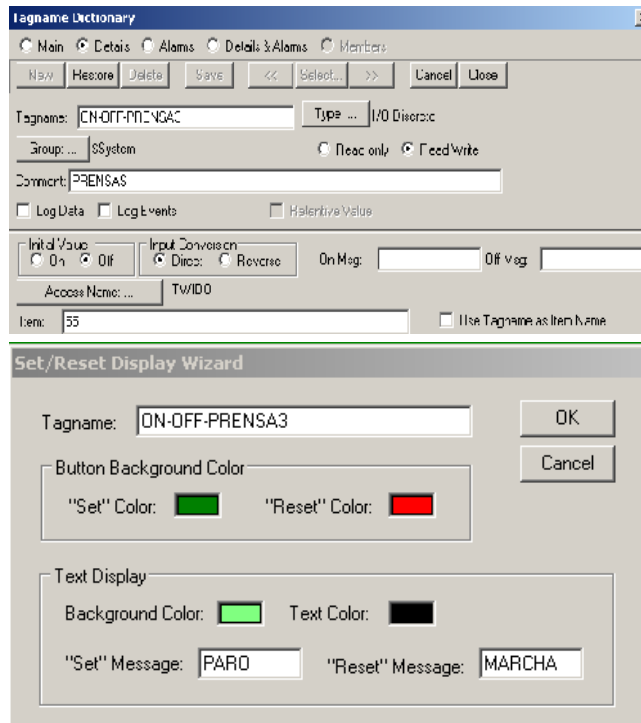 Tagname Dictionary
Main Details Alarms Details & Alarms Members
New Restore Delete Save << Select... >> Cancel Close
Tagname: ON-OFF-PRENSA3 Type ... I/O Discrete
Group: ... $System Read only Read Write
Comment: PRENSAS
Log Data Log Events Retentive Value
Initial Value Input Conversion
On Off Direct Reverse On Msg: Off Msg:
Access Name: ... TWIDO
Item: Use Tagname as Item Name
Set/Reset Display Wizard
Tagname: ON-OFF-PRENSA3 OK
Button Background Color Cancel
"Set" Color: "Reset" Color:
Text Display
Background Color: Text Color:
"Set" Message: PARO "Reset" Message: MARCHA